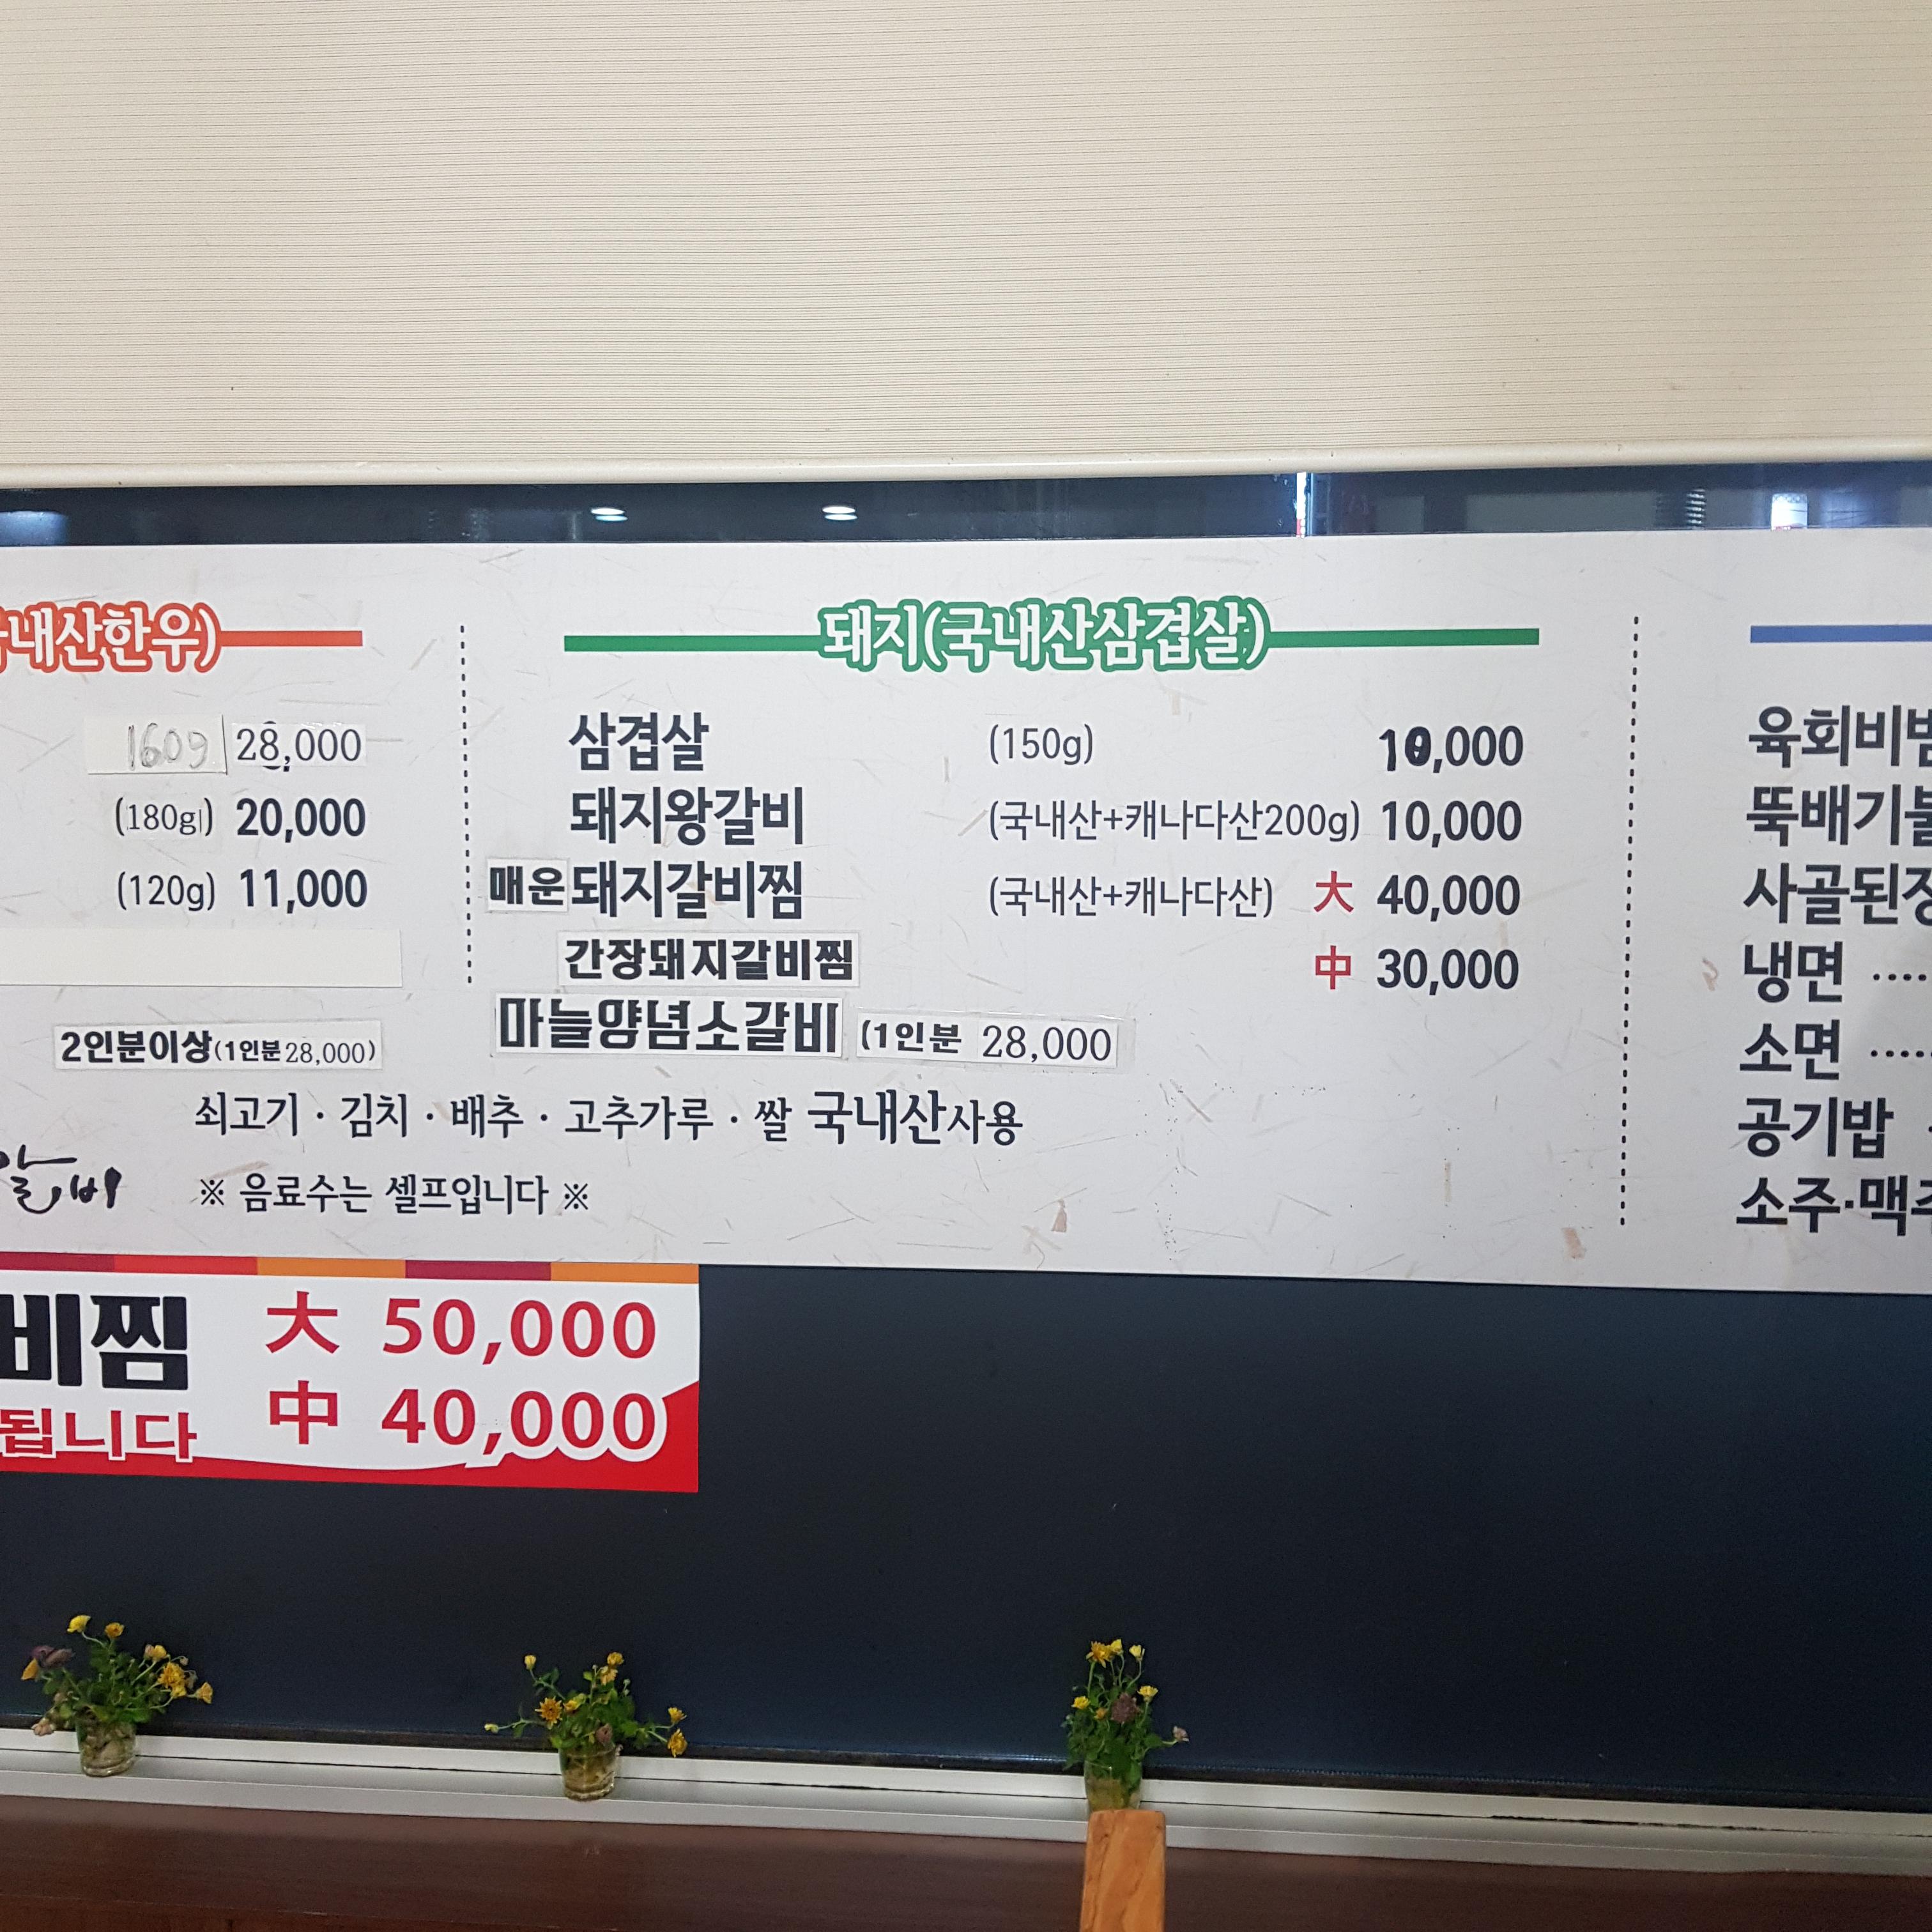 내산한우)
160g 28,000
(180g) 20,000
(120g) 11,000
2인분이상(1인분 28,000)
돼지(국내산삼겹살)
삼겹살 (150g) 10,000
돼지왕갈비 (국내산+캐나다산200g) 10,000
매운돼지갈비찜 (국내산+캐나다산) 大 40,000
간장돼지갈비찜 中 30,000
마늘양념소갈비 (1인분 28,000
쇠고기 · 김치 · 배추 · 고추가루 · 쌀 국내산사용
※ 음료수는 셀프입니다 ※
육회비빔
뚝배기불
사골된장
냉면 ....
소면 ....
공기밥
소주·맥주
비찜 大 50,000
됩니다 中 40,000